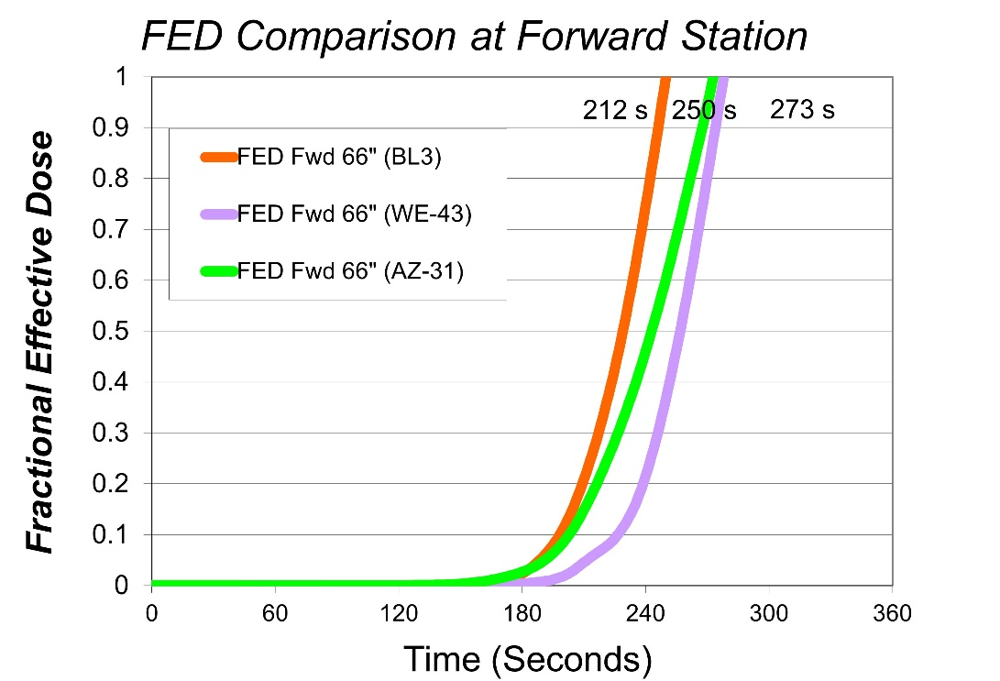 FED Comparison at Forward Station
Fractional Effective Dose
1
0.9
0.8
0.7
0.6
0.5
0.4
0.3
0.2
0.1
0
212 s 250 s 273 s
FED Fwd 66" (BL3)
FED Fwd 66" (WE-43)
FED Fwd 66" (AZ-31)
0 60 120 180 240 300 360
Time (Seconds)